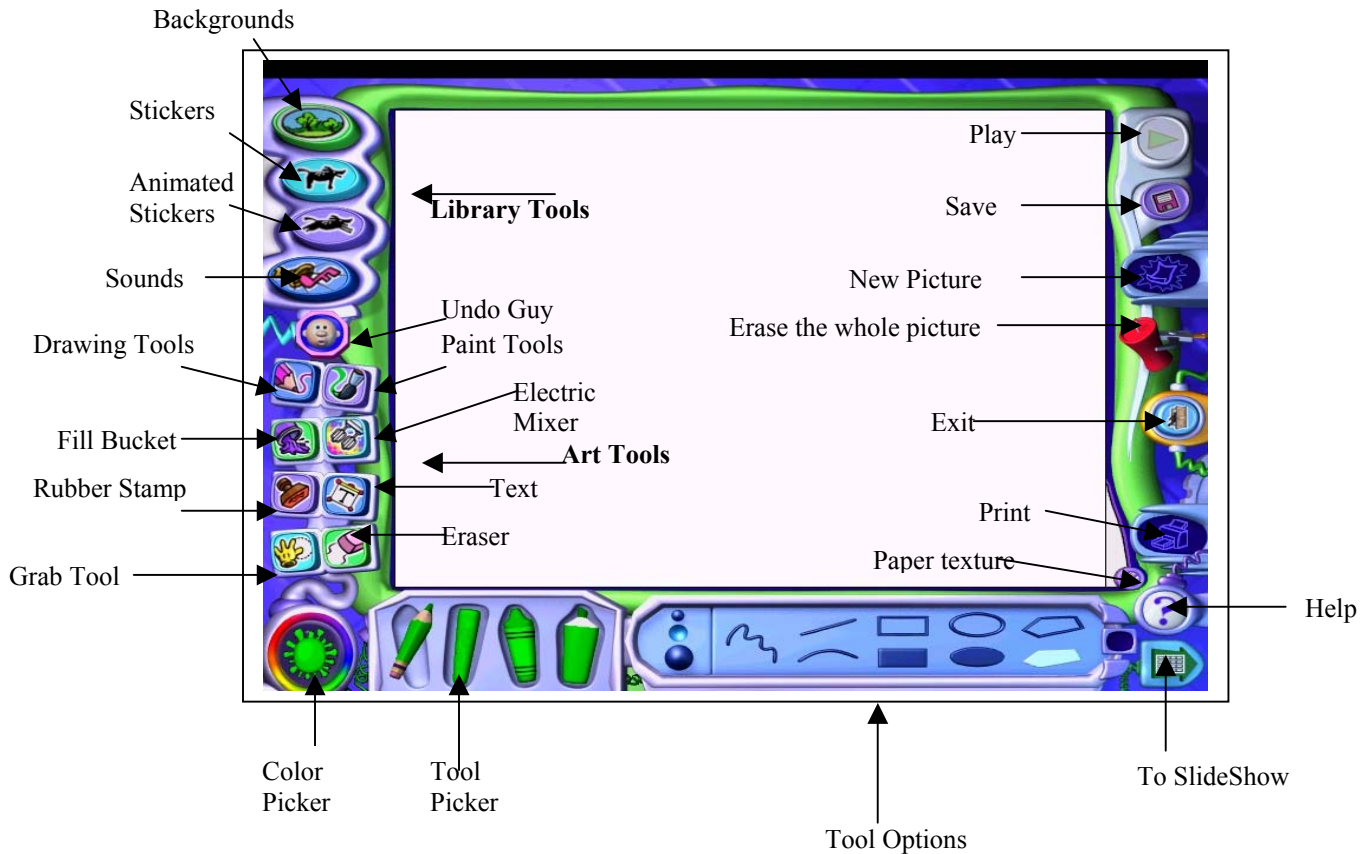 Backgrounds
Stickers
Animated
Stickers
Sounds
Drawing Tools
Fill Bucket
Rubber Stamp
Grab Tool
Library Tools
Undo Guy
Paint Tools
Electric
Mixer
Art Tools
Text
Eraser
Play
Save
New Picture
Erase the whole picture
Exit
Print
Paper texture
Help
Color
Picker
Tool
Picker
Tool Options
To SlideShow